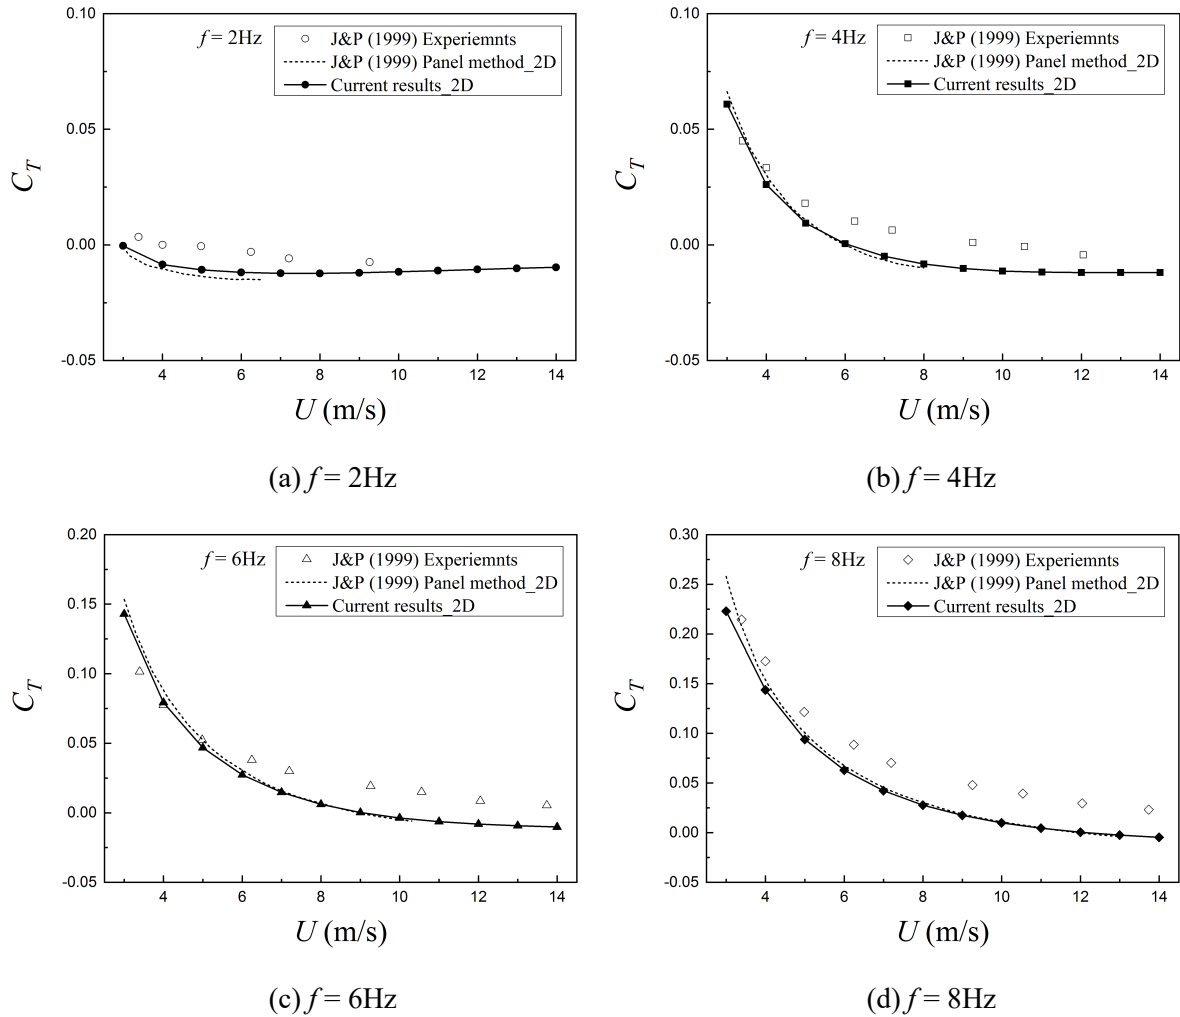 0.10
f = 2Hz
J&P (1999) Experiemnts
J&P (1999) Panel method_2D
Current results_2D
0.05
C_T
0.00
-0.05
4 6 8 10 12 14
U (m/s)
(a) f = 2Hz
0.10
f = 4Hz
J&P (1999) Experiemnts
J&P (1999) Panel method_2D
Current results_2D
0.05
C_T
0.00
-0.05
4 6 8 10 12 14
U (m/s)
(b) f = 4Hz
0.20
f = 6Hz
J&P (1999) Experiemnts
J&P (1999) Panel method_2D
Current results_2D
0.15
0.10
C_T
0.05
0.00
-0.05
4 6 8 10 12 14
U (m/s)
(c) f = 6Hz
0.30
f = 8Hz
J&P (1999) Experiemnts
J&P (1999) Panel method_2D
Current results_2D
0.25
0.20
0.15
C_T
0.10
0.05
0.00
-0.05
4 6 8 10 12 14
U (m/s)
(d) f = 8Hz